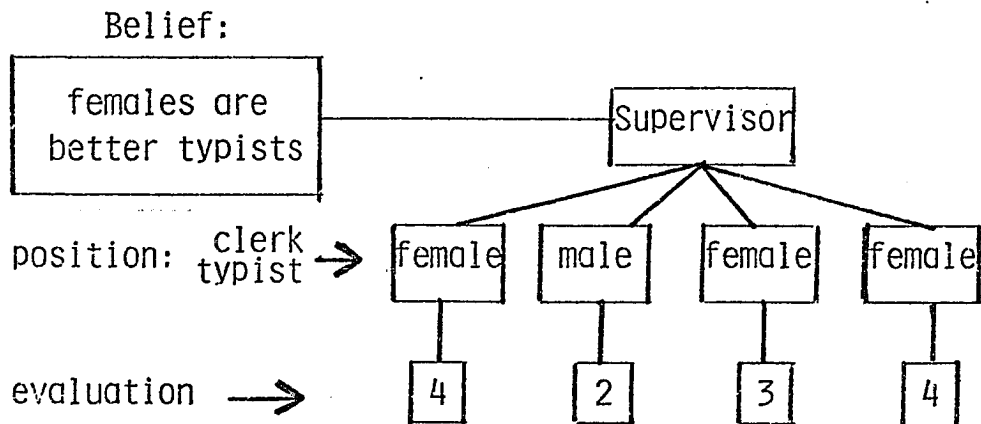 Belief:
females are
better typists
Supervisor
position: clerk
typist
female male female female
evaluation 4 2 3 4